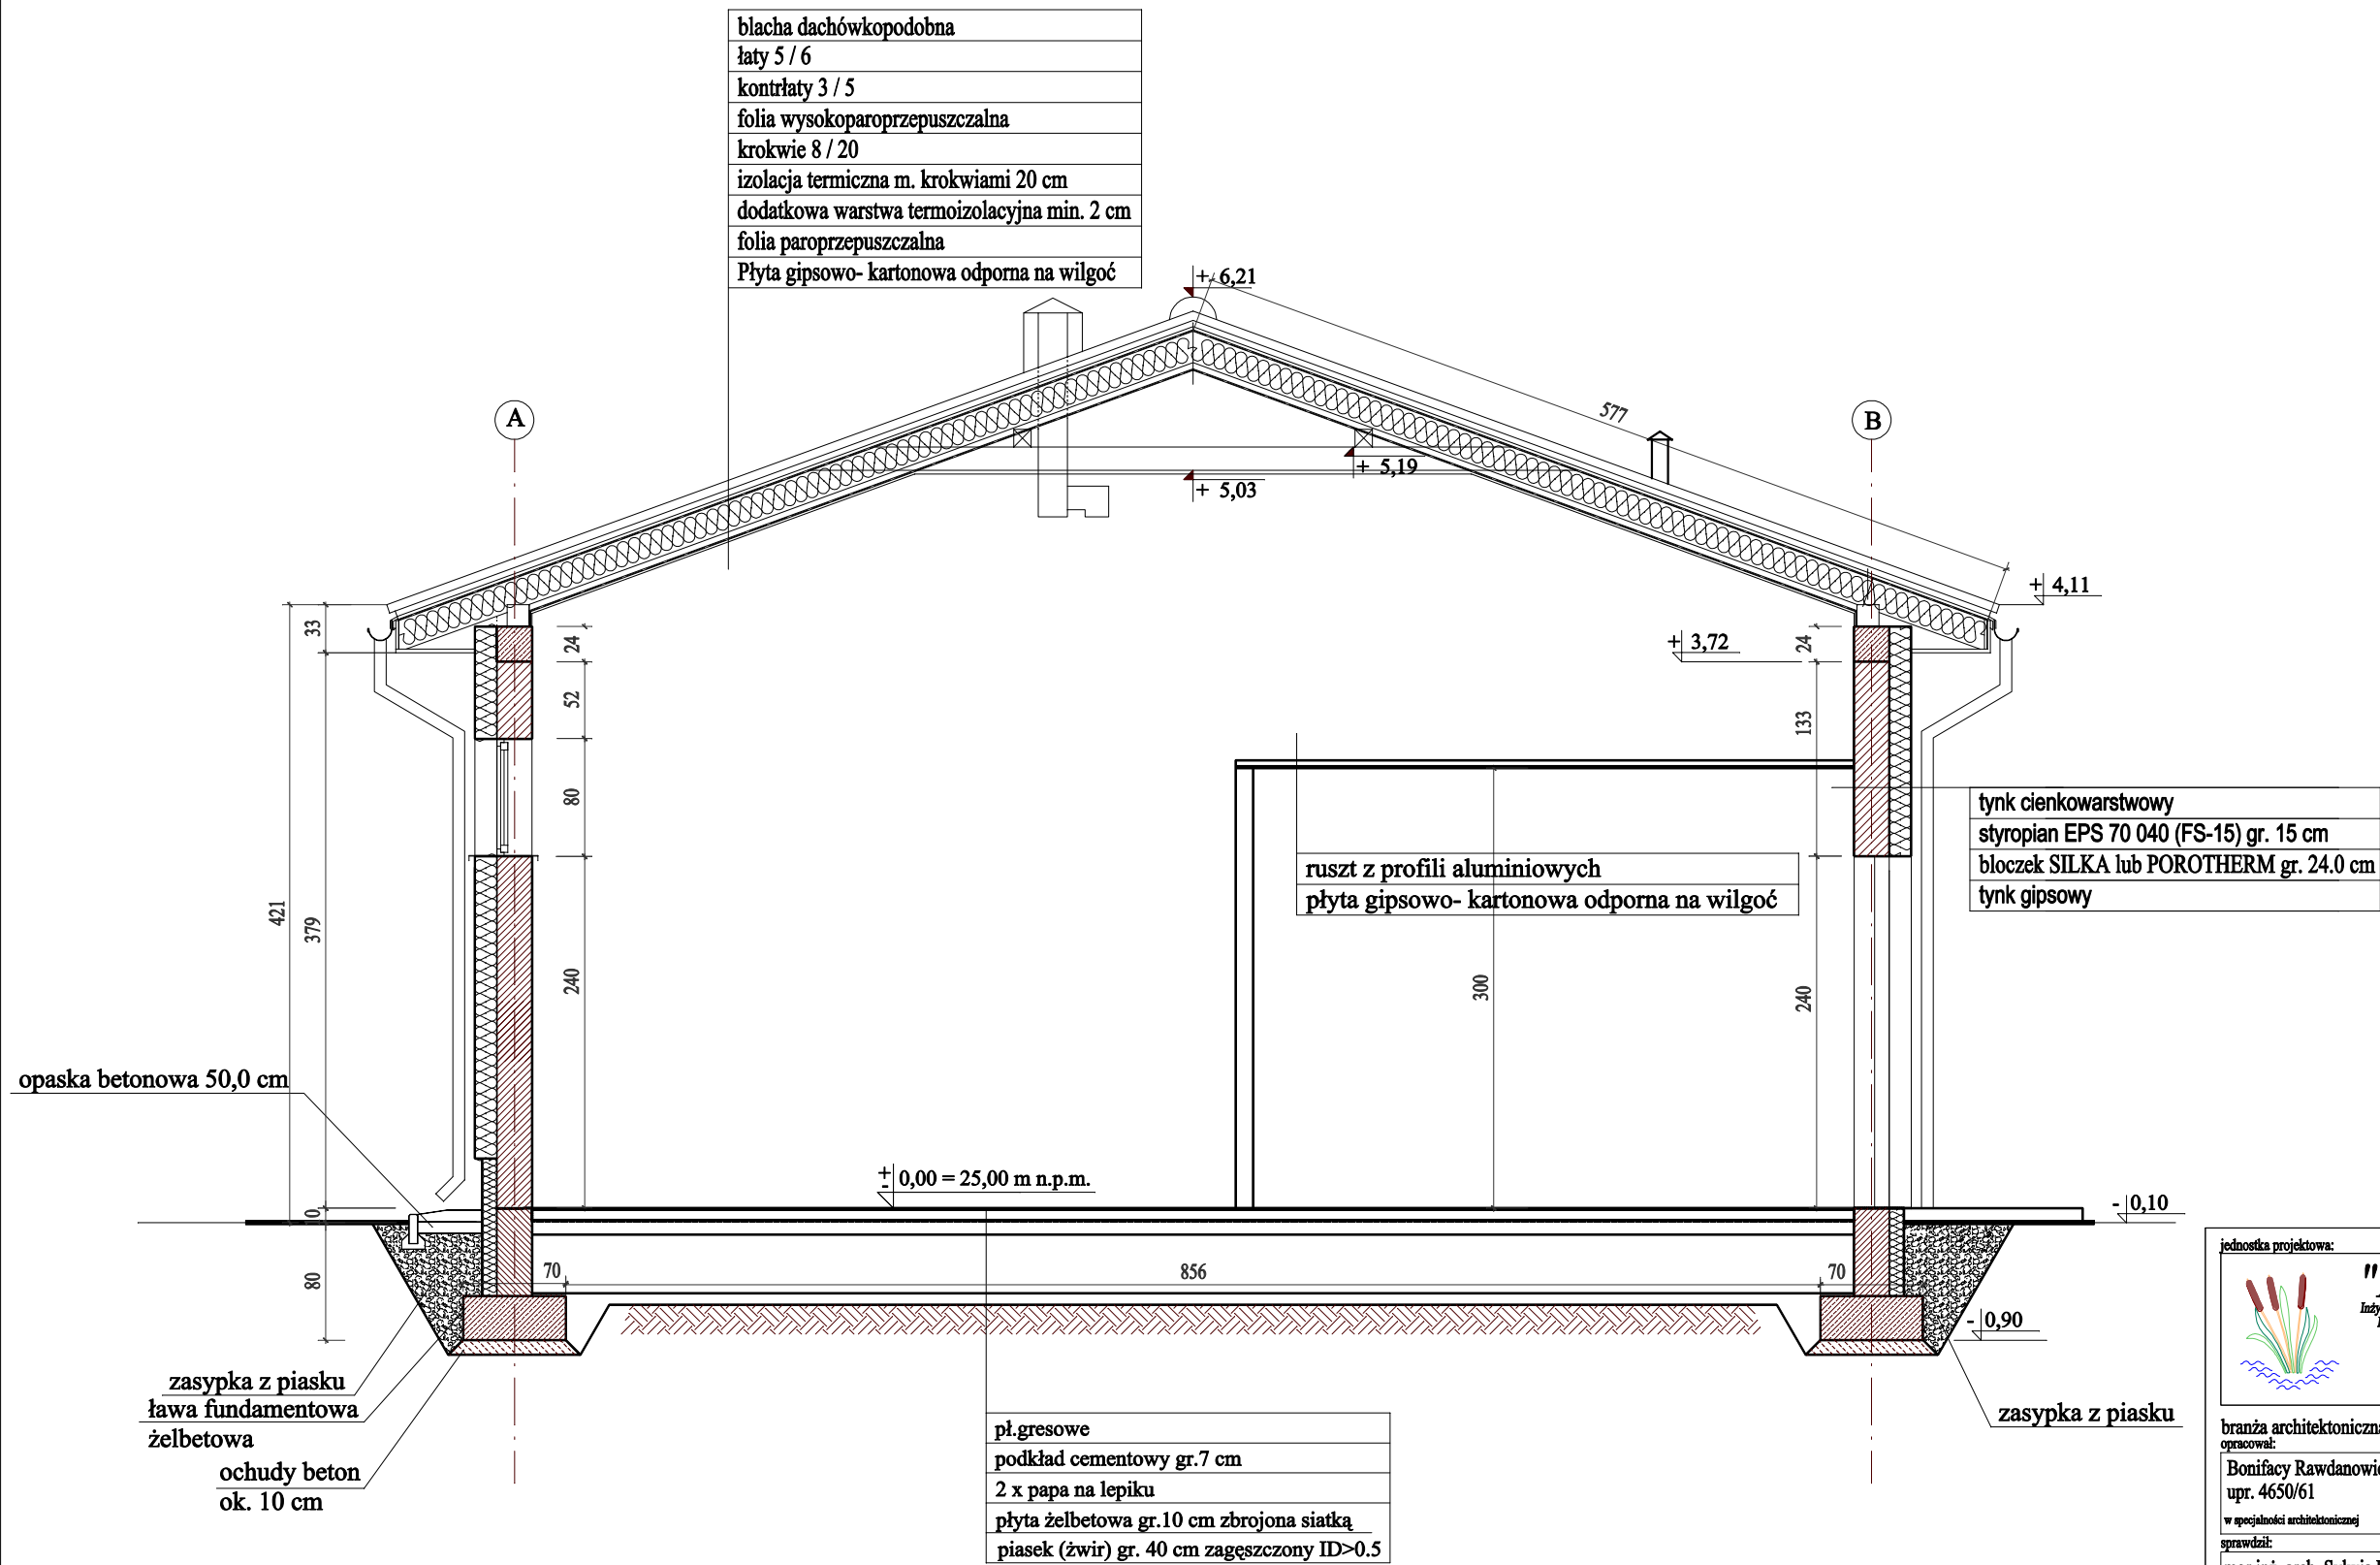 blacha dachówkopodobna
łaty 5 / 6
kontrłaty 3 / 5
folia wysokoparoprzepuszczalna
krokwie 8 / 20
izolacja termiczna m. krokwiami 20 cm
dodatkowa warstwa termoizolacyjna min. 2 cm
folia paroprzepuszczalna
Płyta gipsowo- kartonowa odporna na wilgoć
+ 6,21
A
577
B
+ 5,19
+ 5,03
+ 4,11
33
24
+ 3,72
24
52
133
80
tynk cienkowarstwowy
styropian EPS 70 040 (FS-15) gr. 15 cm
bloczek SILKA lub POROTHERM gr. 24.0 cm
tynk gipsowy
ruszt z profili aluminiowych
płyta gipsowo- kartonowa odporna na wilgoć
421
379
240
300
240
opaska betonowa 50,0 cm
± 0,00 = 25,00 m n.p.m.
0
- 0,10
80
70
856
70
- 0,90
zasypka z piasku
ława fundamentowa
żelbetowa
ochudy beton
ok. 10 cm
zasypka z piasku
pł.gresowe
podkład cementowy gr.7 cm
2 x papa na lepiku
płyta żelbetowa gr.10 cm zbrojona siatką
piasek (żwir) gr. 40 cm zagęszczony ID>0.5
jednostka projektowa:
"
branża architektoniczna
opracował:
Bonifacy Rawdanowi
upr. 4650/61
w specjalności architektonicznej
sprawdził: